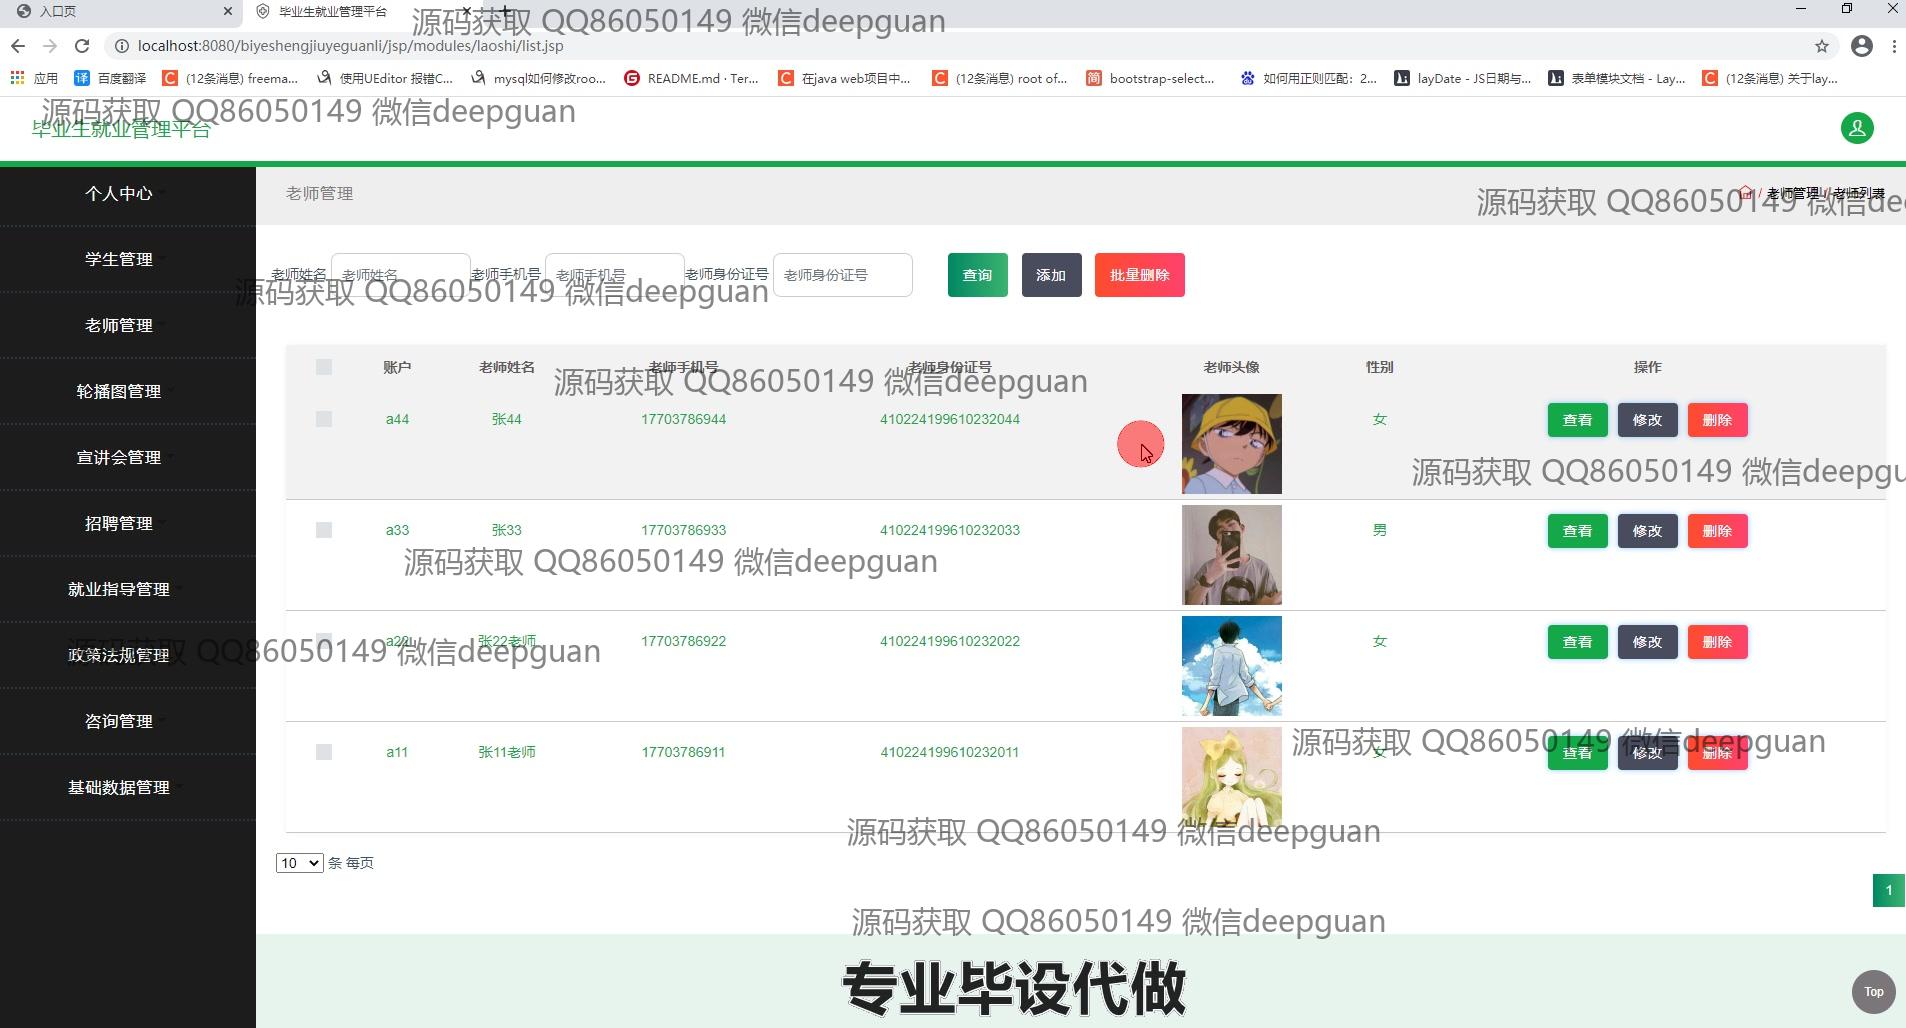 入口页
毕业生就业管理平台
源码获取 QQ86050149 微信deepguan
localhost:8080/biyeshengjiuyeguanli/jsp/modules/laoshi/list.jsp
应用
百度翻译
(12条消息) freema...
使用UEditor 报错C...
mysql如何修改roo...
README.md · Ter...
在java web项目中...
(12条消息) root of...
bootstrap-select...
如何用正则匹配：2...
layDate - JS日期与...
表单模块文档 - Lay...
(12条消息) 关于lay...
源码获取 QQ86050149 微信deepguan
毕业生就业管理平台
个人中心
学生管理
老师管理
轮播图管理
宣讲会管理
招聘管理
就业指导管理
政策法规管理
咨询管理
基础数据管理
老师管理
/ 老师管理 / 老师列表
源码获取 QQ86050149 微信de
老师姓名 老师姓名 老师手机号 老师手机号 老师身份证号 老师身份证号 查询 添加 批量删除
源码获取 QQ86050149 微信deepguan
账户 老师姓名 老师手机号 老师身份证号 老师头像 性别 操作
源码获取 QQ86050149 微信deepguan
a44 张44 17703786944 410224199610232044 女 查看 修改 删除
源码获取 QQ86050149 微信deepgu
a33 张33 17703786933 410224199610232033 男 查看 修改 删除
源码获取 QQ86050149 微信deepguan
a22 张22老师 17703786922 410224199610232022 女 查看 修改 删除
源码获取 QQ86050149 微信deepguan
a11 张11老师 17703786911 410224199610232011 女 查看 修改 删除
源码获取 QQ86050149 微信deepguan
源码获取 QQ86050149 微信deepguan
10 条 每页
1
源码获取 QQ86050149 微信deepguan
专业毕设代做
Top